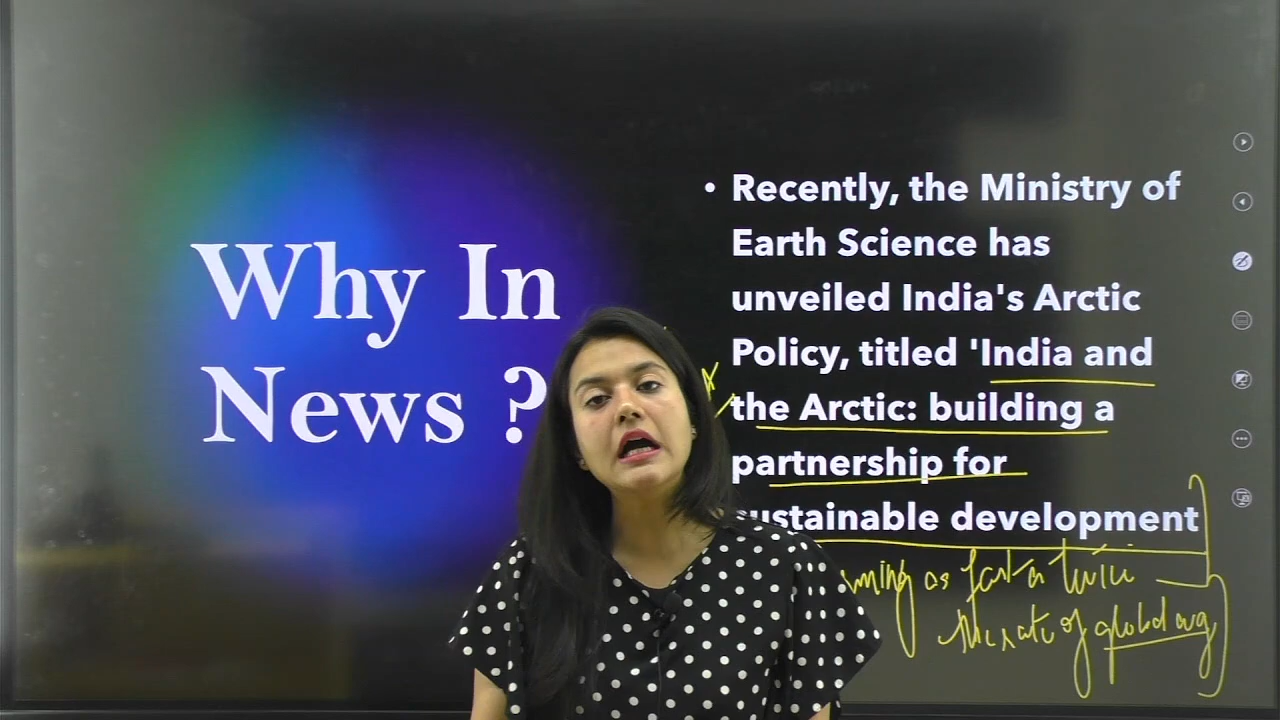 Why In
News ?
• Recently, the Ministry of
Earth Science has
unveiled India's Arctic
Policy, titled 'India and
the Arctic: building a
partnership for
sustainable development
as fast as twice
the rate of global avg